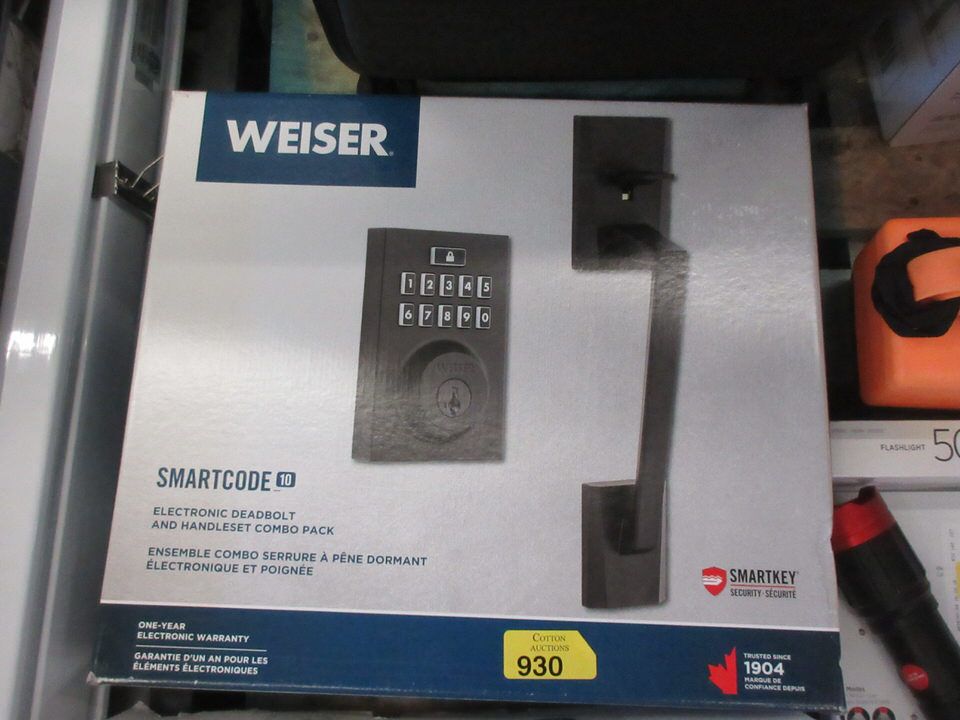 WEISER
1 2 3 4 5
6 7 8 9 0
WEISER
SMARTCODE 10
ELECTRONIC DEADBOLT
AND HANDLESET COMBO PACK
ENSEMBLE COMBO SERRURE À PÊNE DORMANT
ÉLECTRONIQUE ET POIGNÉE
SMARTKEY
SECURITY·SÉCURITÉ
ONE-YEAR
ELECTRONIC WARRANTY
GARANTIE D'UN AN POUR LES
ÉLÉMENTS ÉLECTRONIQUES
COTTON
AUCTIONS
930
TRUSTED SINCE
1904
MARQUE DE
CONFIANCE DEPUIS
FLASHLIGHT